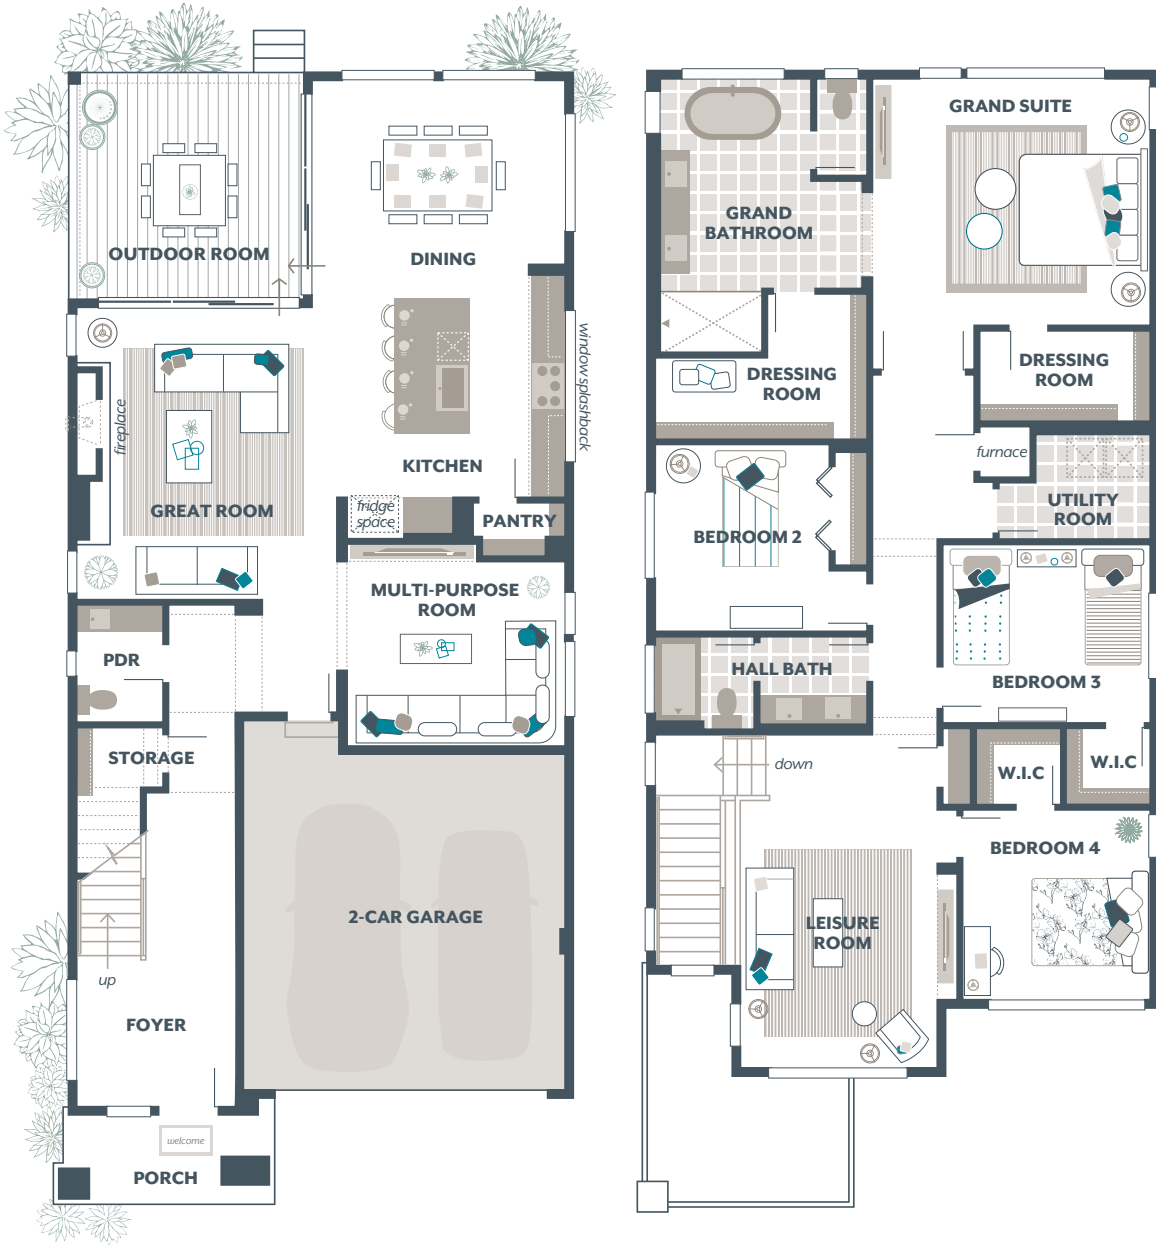 OUTDOOR ROOM
DINING
window splashback
fireplace
KITCHEN
GREAT ROOM
fridge
space
PANTRY
MULTI-PURPOSE
ROOM
PDR
STORAGE
2-CAR GARAGE
up
FOYER
welcome
PORCH
GRAND SUITE
GRAND
BATHROOM
DRESSING
ROOM
DRESSING
ROOM
furnace
UTILITY
ROOM
BEDROOM 2
HALL BATH
BEDROOM 3
down
W.I.C
W.I.C
BEDROOM 4
LEISURE
ROOM